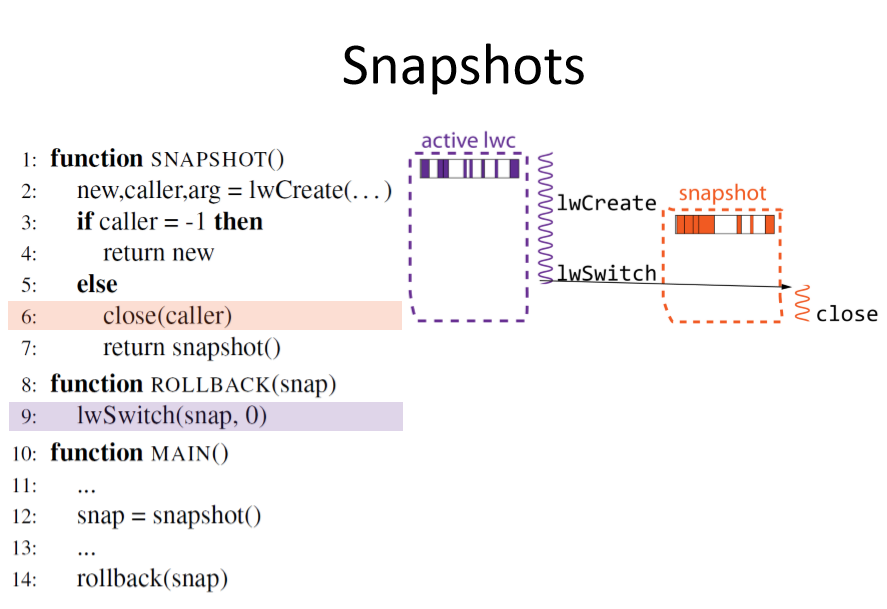 Snapshots
1: function SNAPSHOT()
2: new,caller,arg = lwCreate(...)
3: if caller = -1 then
4: return new
5: else
6: close(caller)
7: return snapshot()
8: function ROLLBACK(snap)
9: lwSwitch(snap, 0)
10: function MAIN()
11: ...
12: snap = snapshot()
13: ...
14: rollback(snap)
active lwc
lwCreate
snapshot
lwSwitch
close